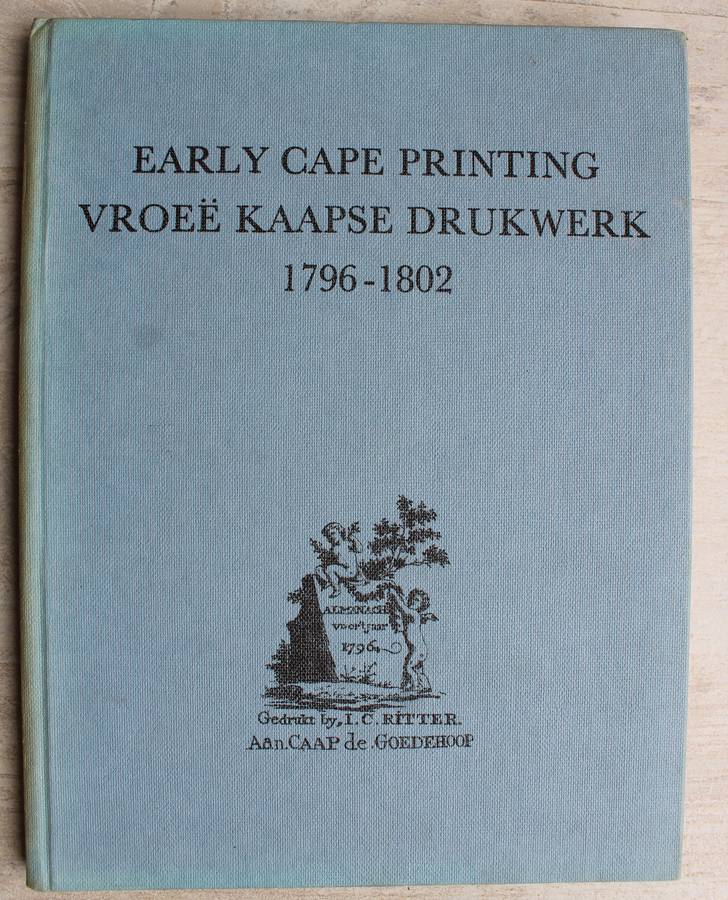 EARLY CAPE PRINTING
VROEË KAAPSE DRUKWERK
1796-1802
ALMANACH
voor't jaar
1796.
Gedrukt by, I. C. RITTER.
Aan. CAAP de. GOEDEHOOP